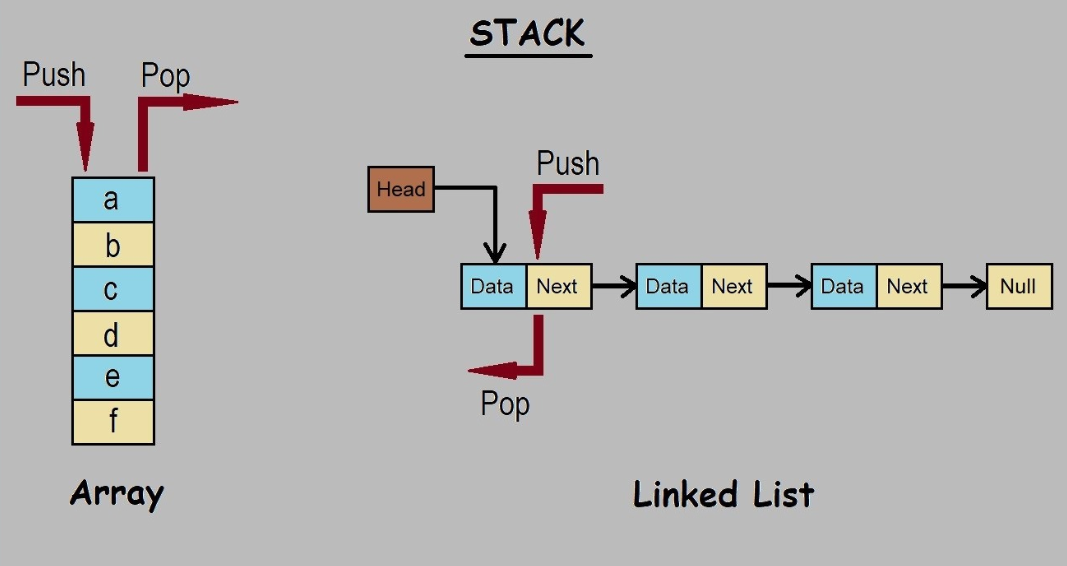 STACK
Push
Pop
a
b
c
d
e
f
Array
Head
Push
Data Next
Data Next
Data Next
Null
Pop
Linked List